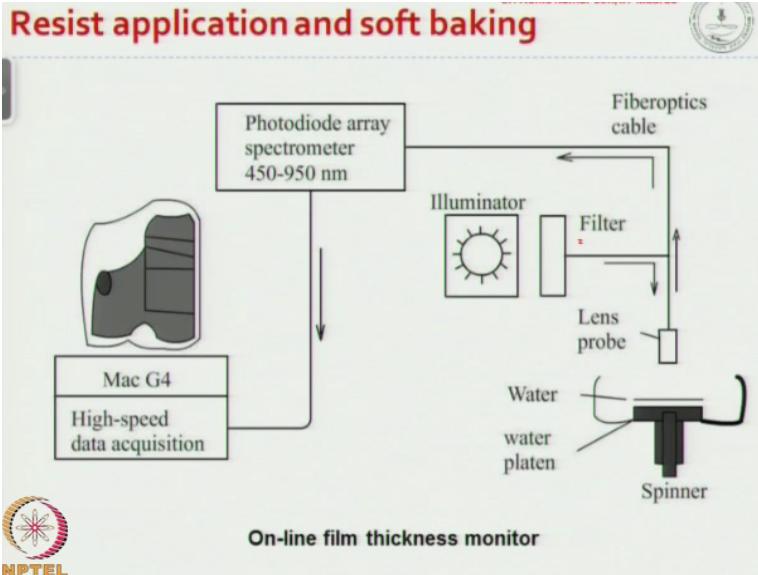 Resist application and soft baking
Fiberoptics
cable
Photodiode array
spectrometer
450-950 nm
Illuminator
Filter
Lens
probe
Mac G4
High-speed
data acquisition
Water
water
platen
Spinner
On-line film thickness monitor
NPTEL